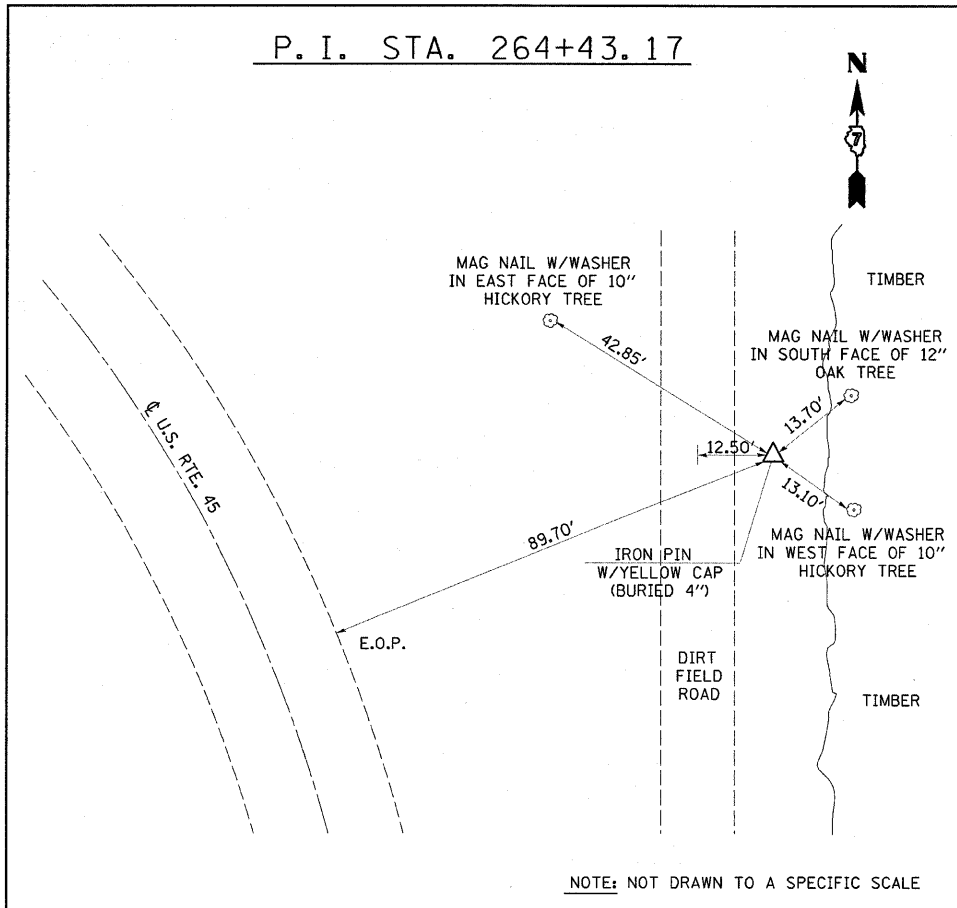 P. I. STA. 264+43.17
N
7
MAG NAIL W/WASHER
IN EAST FACE OF 10"
HICKORY TREE
TIMBER
MAG NAIL W/WASHER
IN SOUTH FACE OF 12"
OAK TREE
42.85'
13.70'
12.50'
℄ U.S. RTE. 45
13.10'
89.70'
MAG NAIL W/WASHER
IN WEST FACE OF 10"
HICKORY TREE
IRON PIN
W/YELLOW CAP
(BURIED 4")
E.O.P.
DIRT
FIELD
ROAD
TIMBER
NOTE: NOT DRAWN TO A SPECIFIC SCALE